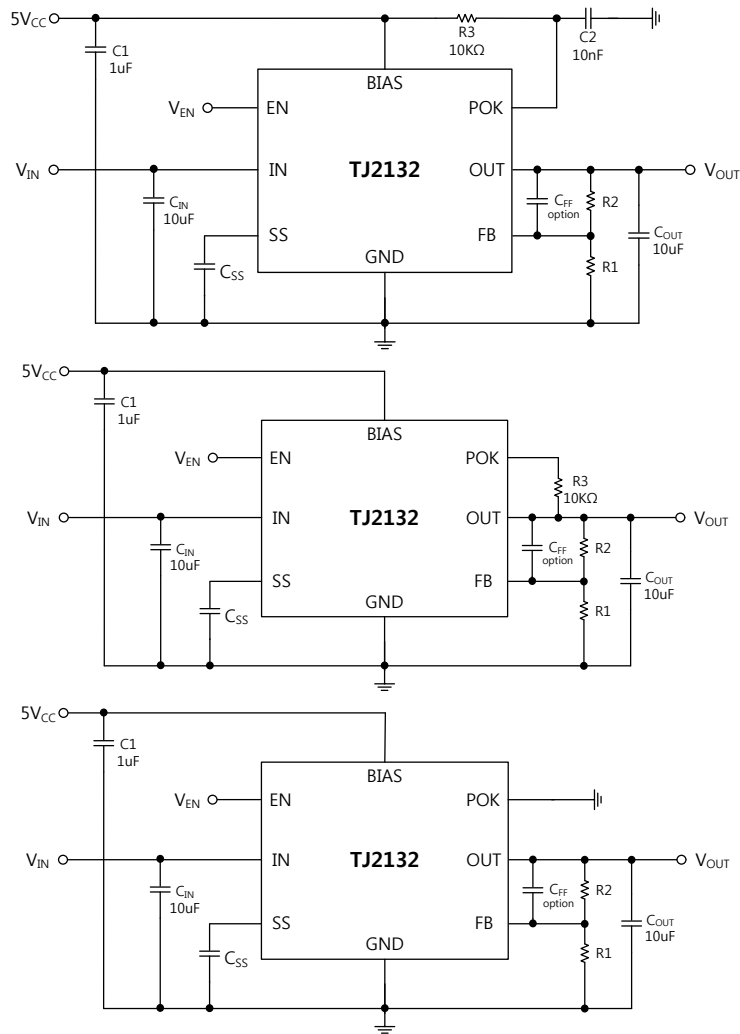 5VCC
C1
1uF
R3
10KΩ
C2
10nF
BIAS
VEN
EN
POK
VIN
IN
TJ2132
OUT
VOUT
CIN
10uF
CFF
option
R2
COUT
10uF
SS
FB
CSS
GND
R1
5VCC
C1
1uF
BIAS
VEN
EN
POK
R3
10KΩ
VIN
IN
TJ2132
OUT
VOUT
CIN
10uF
CFF
option
R2
COUT
10uF
SS
FB
CSS
GND
R1
5VCC
C1
1uF
BIAS
VEN
EN
POK
VIN
IN
TJ2132
OUT
VOUT
CIN
10uF
CFF
option
R2
COUT
10uF
SS
FB
CSS
GND
R1